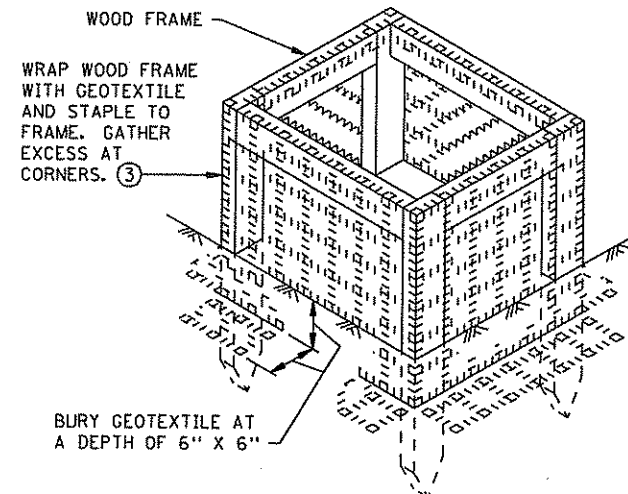 WOOD FRAME
WRAP WOOD FRAME
WITH GEOTEXTILE
AND STAPLE TO
FRAME. GATHER
EXCESS AT
CORNERS. ③
BURY GEOTEXTILE AT
A DEPTH OF 6" X 6"